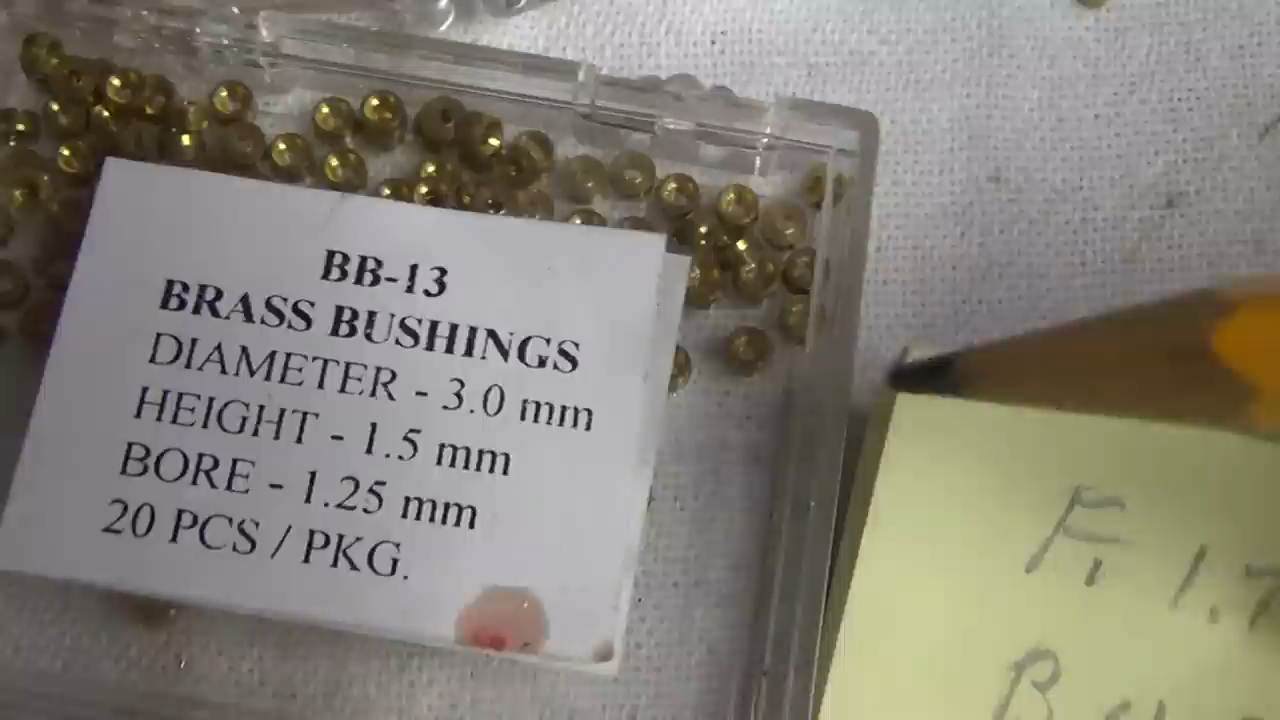 BB-13
BRASS BUSHINGS
DIAMETER - 3.0 mm
HEIGHT - 1.5 mm
BORE - 1.25 mm
20 PCS / PKG.